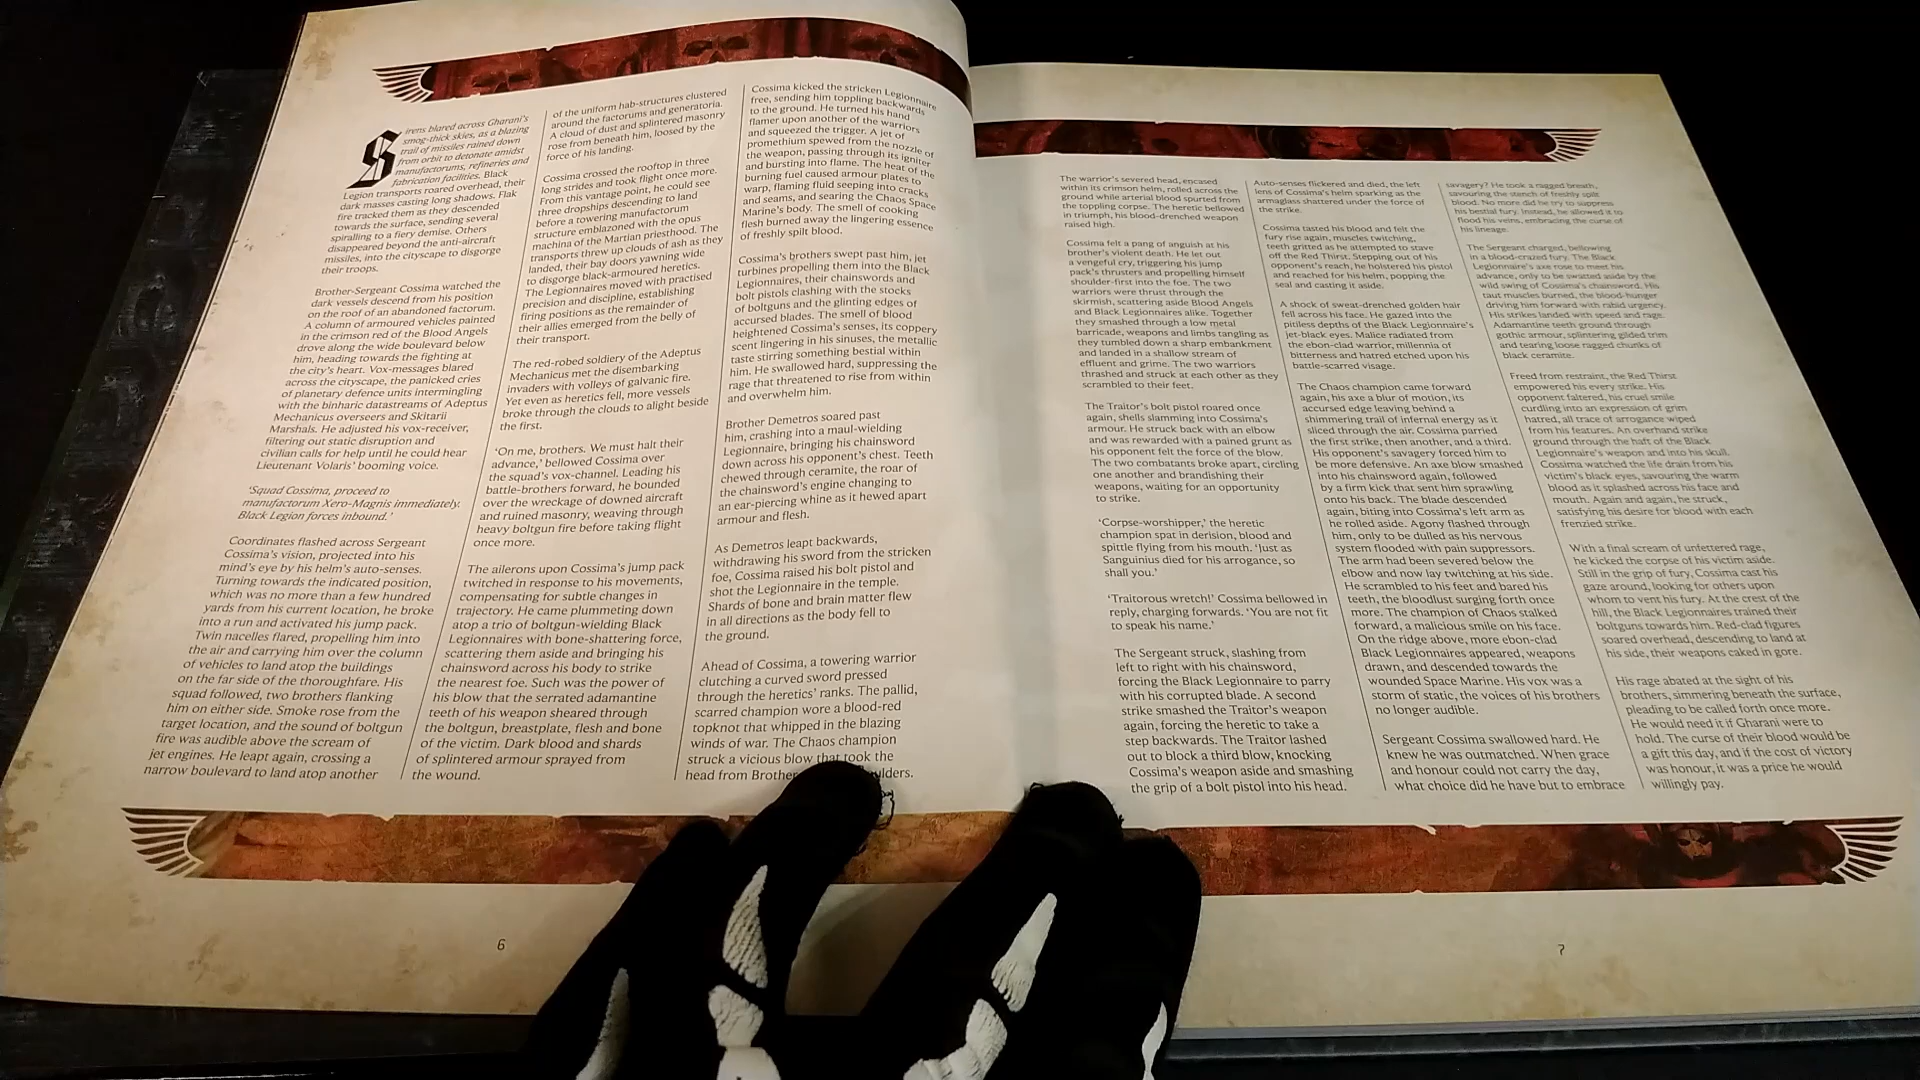 Sirens blared across Gharani's
smog-thick skies, as a blazing
trail of missiles rained down
from orbit to detonate amidst
manufactorums, refineries and
fabrication facilities. Black
Legion transports roared overhead, their
dark masses casting long shadows. Flak
fire tracked them as they descended
towards the surface, sending several
spiralling to a fiery demise. Others
disappeared beyond the anti-aircraft
missiles, into the cityscape to disgorge
their troops.
Brother-Sergeant Cossima watched the
dark vessels descend from his position
on the roof of an abandoned factorum.
A column of armoured vehicles painted
in the crimson red of the Blood Angels
drove along the wide boulevard below
him, heading towards the fighting at
the city's heart. Vox-messages blared
across the cityscape, the panicked cries
of planetary defence units intermingling
with the binharic datastreams of Adeptus
Mechanicus overseers and Skitarii
Marshals. He adjusted his vox-receiver,
filtering out static disruption and
civilian calls for help until he could hear
Lieutenant Volaris' booming voice.
'Squad Cossima, proceed to
manufactorum Xero-Magnis immediately.
Black Legion forces inbound.'
Coordinates flashed across Sergeant
Cossima's vision, projected into his
mind's eye by his helm's auto-senses.
Turning towards the indicated position,
which was no more than a few hundred
yards from his current location, he broke
into a run and activated his jump pack.
Twin nacelles flared, propelling him into
the air and carrying him over the column
of vehicles to land atop the buildings
on the far side of the thoroughfare. His
squad followed, two brothers flanking
him on either side. Smoke rose from the
target location, and the sound of boltgun
fire was audible above the scream of
jet engines. He leapt again, crossing a
narrow boulevard to land atop another
of the uniform hab-structures clustered
around the factorums and generatoria.
A cloud of dust and splintered masonry
rose from beneath him, loosed by the
force of his landing.
Cossima crossed the rooftop in three
long strides and took flight once more.
From this vantage point, he could see
three dropships descending to land
before a towering manufactorum
structure emblazoned with the opus
machina of the Martian priesthood. The
transports threw up clouds of ash as they
landed, their bay doors yawning wide
to disgorge black-armoured heretics.
The Legionnaires moved with practised
precision and discipline, establishing
firing positions as the remainder of
their allies emerged from the belly of
their transport.
The red-robed soldiery of the Adeptus
Mechanicus met the disembarking
invaders with volleys of galvanic fire.
Yet even as heretics fell, more vessels
broke through the clouds to alight beside
the first.
'On me, brothers. We must halt their
advance,' bellowed Cossima over
the squad's vox-channel. Leading his
battle-brothers forward, he bounded
over the wreckage of downed aircraft
and ruined masonry, weaving through
heavy boltgun fire before taking flight
once more.
The ailerons upon Cossima's jump pack
twitched in response to his movements,
compensating for subtle changes in
trajectory. He came plummeting down
atop a trio of boltgun-wielding Black
Legionnaires with bone-shattering force,
scattering them aside and bringing his
chainsword across his body to strike
the nearest foe. Such was the power of
his blow that the serrated adamantine
teeth of his weapon sheared through
the boltgun, breastplate, flesh and bone
of the victim. Dark blood and shards
of splintered armour sprayed from
the wound.
Cossima kicked the stricken Legionnaire
free, sending him toppling backwards
to the ground. He turned his hand
flamer upon another of the warriors
and squeezed the trigger. A jet of
promethium spewed from the nozzle of
the weapon, passing through its igniter
and bursting into flame. The heat of the
burning fuel caused armour plates to
warp, flaming fluid seeping into cracks
and seams, and searing the Chaos Space
Marine's body. The smell of cooking
flesh burned away the lingering essence
of freshly spilt blood.
Cossima's brothers swept past him, jet
turbines propelling them into the Black
Legionnaires, their chainswords and
bolt pistols clashing with the stocks
of boltguns and the glinting edges of
accursed blades. The smell of blood
heightened Cossima's senses, its coppery
scent lingering in his sinuses, the metallic
taste stirring something bestial within
him. He swallowed hard, suppressing the
rage that threatened to rise from within
and overwhelm him.
Brother Demetros soared past
him, crashing into a maul-wielding
Legionnaire, bringing his chainsword
down across his opponent's chest. Teeth
chewed through ceramite, the roar of
the chainsword's engine changing to
an ear-piercing whine as it hewed apart
armour and flesh.
As Demetros leapt backwards,
withdrawing his sword from the stricken
foe, Cossima raised his bolt pistol and
shot the Legionnaire in the temple.
Shards of bone and brain matter flew
in all directions as the body fell to
the ground.
Ahead of Cossima, a towering warrior
clutching a curved sword pressed
through the heretics' ranks. The pallid,
scarred champion wore a blood-red
topknot that whipped in the blazing
winds of war. The Chaos champion
struck a vicious blow that took the
head from Brother
6
The warrior's severed head, encased
within its crimson helm, rolled across the
ground while arterial blood spurted from
the toppling corpse. The heretic bellowed
in triumph, his blood-drenched weapon
raised high.
Cossima felt a pang of anguish at his
brother's violent death. He let out
a vengeful cry, triggering his jump
pack's thrusters and propelling himself
shoulder-first into the foe. The two
warriors were thrust through the
skirmish, scattering aside Blood Angels
and Black Legionnaires alike. Together
they smashed through a low metal
barricade, weapons and limbs tangling as
they tumbled down a sharp embankment
and landed in a shallow stream of
effluent and grime. The two warriors
thrashed and struck at each other as they
scrambled to their feet.
The Traitor's bolt pistol roared once
again, shells slamming into Cossima's
armour. He struck back with an elbow
and was rewarded with a pained grunt as
his opponent felt the force of the blow.
The two combatants broke apart, circling
one another and brandishing their
weapons, waiting for an opportunity
to strike.
'Corpse-worshipper,' the heretic
champion spat in derision, blood and
spittle flying from his mouth. 'Just as
Sanguinius died for his arrogance, so
shall you.'
'Traitorous wretch!' Cossima bellowed in
reply, charging forwards. 'You are not fit
to speak his name.'
The Sergeant struck, slashing from
left to right with his chainsword,
forcing the Black Legionnaire to parry
with his corrupted blade. A second
strike smashed the Traitor's weapon
again, forcing the heretic to take a
step backwards. The Traitor lashed
out to block a third blow, knocking
Cossima's weapon aside and smashing
the grip of a bolt pistol into his head.
Auto-senses flickered and died, the left
lens of Cossima's helm sparking as the
armaglass shattered under the force of
the strike.
Cossima tasted his blood and felt the
fury rise again, muscles twitching,
teeth gritted as he attempted to stave
off the Red Thirst. Stepping out of his
opponent's reach, he holstered his pistol
and reached for his helm, popping the
seal and casting it aside.
A shock of sweat-drenched golden hair
fell across his face. He gazed into the
pitiless depths of the Black Legionnaire's
jet-black eyes. Malice radiated from
the ebon-clad warrior, millennia of
bitterness and hatred etched upon his
battle-scarred visage.
The Chaos champion came forward
again, his axe a blur of motion, its
accursed edge leaving behind a
shimmering trail of infernal energy as it
sliced through the air. Cossima parried
the first strike, then another, and a third.
His opponent's savagery forced him to
be more defensive. An axe blow smashed
into his chainsword again, followed
by a firm kick that sent him sprawling
onto his back. The blade descended
again, biting into Cossima's left arm as
he rolled aside. Agony flashed through
him, only to be dulled as his nervous
system flooded with pain suppressors.
The arm had been severed below the
elbow and now lay twitching at his side.
He scrambled to his feet and bared his
teeth, the bloodlust surging forth once
more. The champion of Chaos stalked
forward, a malicious smile on his face.
On the ridge above, more ebon-clad
Black Legionnaires appeared, weapons
drawn, and descended towards the
wounded Space Marine. His vox was a
storm of static, the voices of his brothers
no longer audible.
Sergeant Cossima swallowed hard. He
knew he was outmatched. When grace
and honour could not carry the day,
what choice did he have but to embrace
savagery? He took a ragged breath,
savouring the stench of freshly spilt
blood. No more did he try to suppress
his bestial fury. Instead, he allowed it to
flood his veins, embracing the curse of
his lineage.
The Sergeant charged, bellowing
in a blood-crazed fury. The Black
Legionnaire's axe rose to meet his
advance, only to be swatted aside by the
wild swing of Cossima's chainsword. His
taut muscles burned, the blood-hunger
driving him forward with rabid urgency.
His strikes landed with speed and rage.
Adamantine teeth ground through
gothic armour, splintering gilded trim
and tearing loose ragged chunks of
black ceramite.
Freed from restraint, the Red Thirst
empowered his every strike. His
opponent faltered, his cruel smile
curdling into an expression of grim
hatred, all trace of arrogance wiped
from his features. An overhand strike
ground through the haft of the Black
Legionnaire's weapon and into his skull.
Cossima watched the life drain from his
victim's black eyes, savouring the warm
blood as it splashed across his face and
mouth. Again and again, he struck,
satisfying his desire for blood with each
frenzied strike.
With a final scream of unfettered rage,
he kicked the corpse of his victim aside.
Still in the grip of fury, Cossima cast his
gaze around, looking for others upon
whom to vent his fury. At the crest of the
hill, the Black Legionnaires trained their
boltguns towards him. Red-clad figures
soared overhead, descending to land at
his side, their weapons caked in gore.
His rage abated at the sight of his
brothers, simmering beneath the surface,
pleading to be called forth once more.
He would need it if Gharani were to
hold. The curse of their blood would be
a gift this day, and if the cost of victory
was honour, it was a price he would
willingly pay.
7